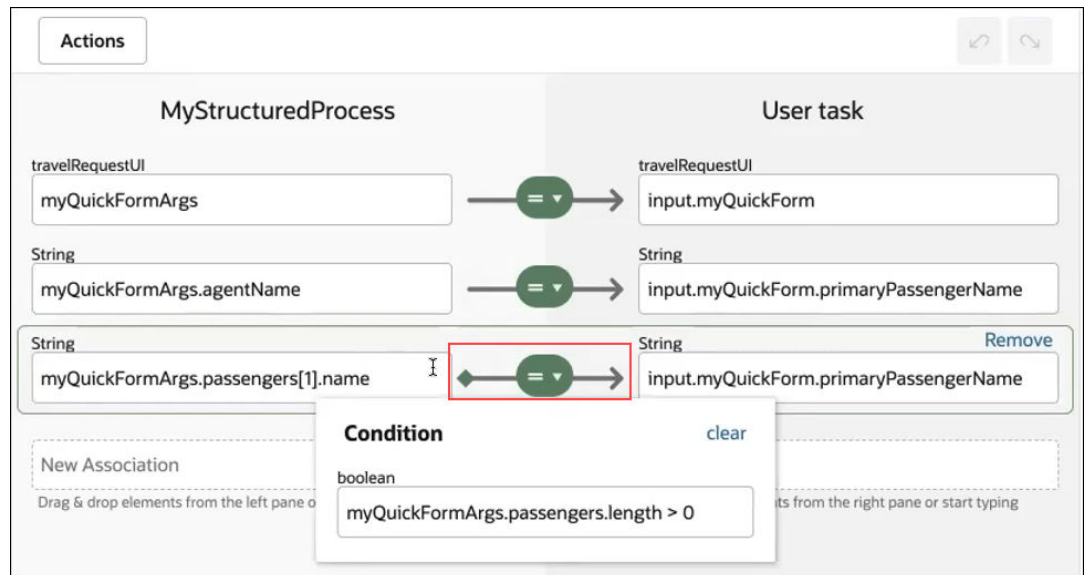 Actions
MyStructuredProcess
User task
travelRequestUI
travelRequestUI
myQuickFormArgs
=
input.myQuickForm
String
String
myQuickFormArgs.agentName
=
input.myQuickForm.primaryPassengerName
String
String
Remove
myQuickFormArgs.passengers[1].name
=
input.myQuickForm.primaryPassengerName
Condition
clear
New Association
boolean
Drag & drop elements from the left pane o
ts from the right pane or start typing
myQuickFormArgs.passengers.length > 0